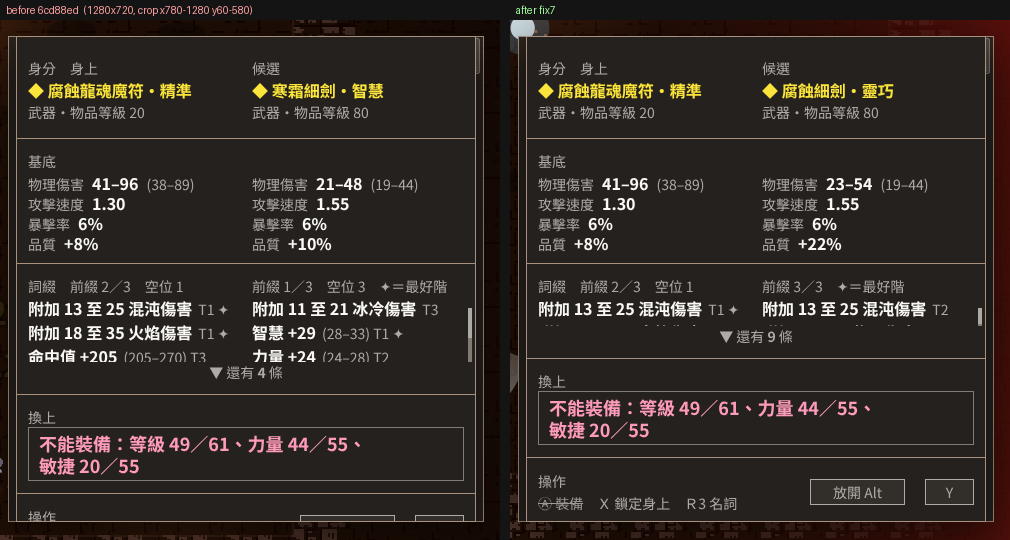 before 6cd88ed (1280x720, crop x780-1280 y60-580)
身分 身上 候選
◆ 腐蝕龍魂魔符・精準 ◆ 寒霜細劍・智慧
武器・物品等級 20 武器・物品等級 80
基底
物理傷害 41–96 (38–89) 物理傷害 21–48 (19–44)
攻擊速度 1.30 攻擊速度 1.55
暴擊率 6% 暴擊率 6%
品質 +8% 品質 +10%
詞綴 前綴 2／3 空位 1 前綴 1／3 空位 3 ✦＝最好階
附加 13 至 25 混沌傷害 T1 ✦ 附加 11 至 21 冰冷傷害 T3
附加 18 至 35 火焰傷害 T1 ✦ 智慧 +29 (28–33) T1 ✦
命中值 +205 (205–270) T3 力量 +24 (24–28) T2
▼ 還有 4 條
換上
不能裝備：等級 49／61、力量 44／55、
敏捷 20／55
操作
after fix7
身分 身上 候選
◆ 腐蝕龍魂魔符・精準 ◆ 腐蝕細劍・靈巧
武器・物品等級 20 武器・物品等級 80
基底
物理傷害 41–96 (38–89) 物理傷害 23–54 (19–44)
攻擊速度 1.30 攻擊速度 1.55
暴擊率 6% 暴擊率 6%
品質 +8% 品質 +22%
詞綴 前綴 2／3 空位 1 前綴 3／3 ✦＝最好階
附加 13 至 25 混沌傷害 T1 ✦ 附加 13 至 25 混沌傷害 T2
▼ 還有 9 條
換上
不能裝備：等級 49／61、力量 44／55、
敏捷 20／55
操作
Ⓐ 裝備 X 鎖定身上 R3 名詞 放開 Alt Y